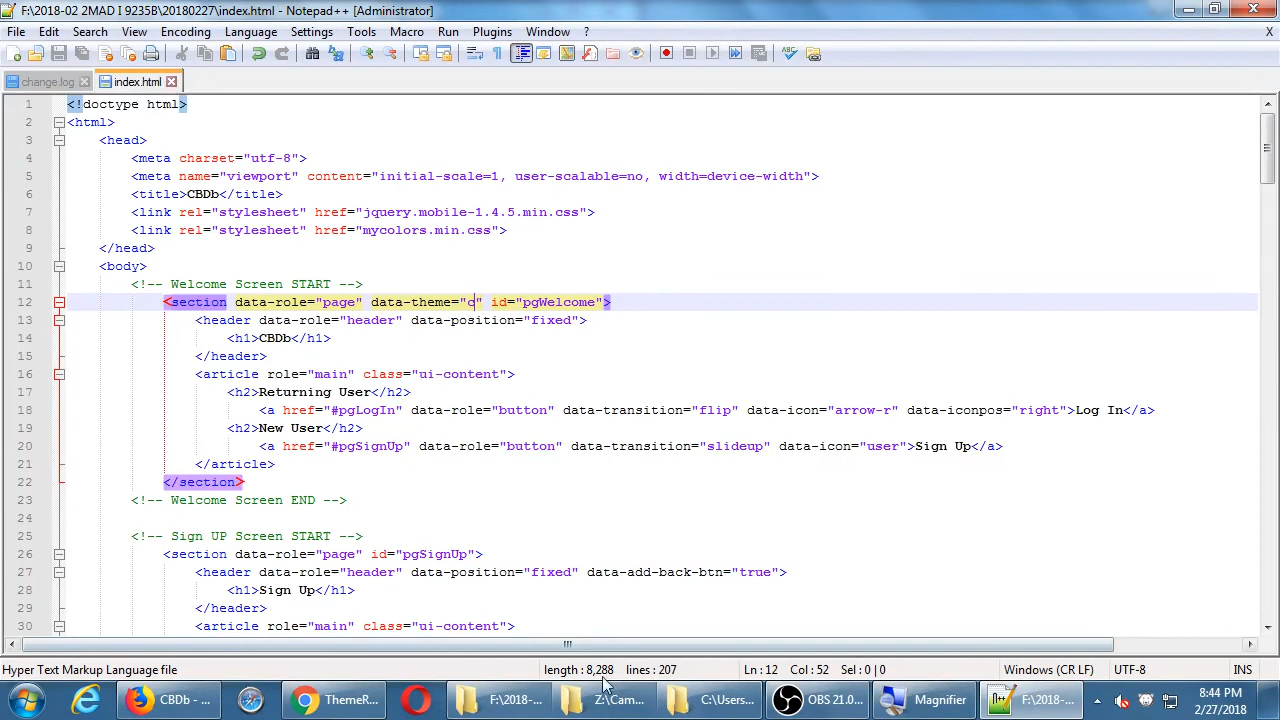 F:\2018-02 2MAD I 9235B\20180227\index.html - Notepad++ [Administrator]
File Edit Search View Encoding Language Settings Tools Macro Run Plugins Window ? X
change.log index.html
1 <!doctype html>
2 <html>
3 <head>
4 <meta charset="utf-8">
5 <meta name="viewport" content="initial-scale=1, user-scalable=no, width=device-width">
6 <title>CBDb</title>
7 <link rel="stylesheet" href="jquery.mobile-1.4.5.min.css">
8 <link rel="stylesheet" href="mycolors.min.css">
9 </head>
10 <body>
11 <!-- Welcome Screen START -->
12 <section data-role="page" data-theme="c" id="pgWelcome">
13 <header data-role="header" data-position="fixed">
14 <h1>CBDb</h1>
15 </header>
16 <article role="main" class="ui-content">
17 <h2>Returning User</h2>
18 <a href="#pgLogIn" data-role="button" data-transition="flip" data-icon="arrow-r" data-iconpos="right">Log In</a>
19 <h2>New User</h2>
20 <a href="#pgSignUp" data-role="button" data-transition="slideup" data-icon="user">Sign Up</a>
21 </article>
22 </section>
23 <!-- Welcome Screen END -->
24
25 <!-- Sign UP Screen START -->
26 <section data-role="page" id="pgSignUp">
27 <header data-role="header" data-position="fixed" data-add-back-btn="true">
28 <h1>Sign Up</h1>
29 </header>
30 <article role="main" class="ui-content">
Hyper Text Markup Language file length : 8,288 lines : 207 Ln : 12 Col : 52 Sel : 0 | 0 Windows (CR LF) UTF-8 INS
CBDb - ... ThemeR... F:\2018-... Z:\Cam... C:\Users... OBS 21.0... Magnifier F:\2018-... 8:44 PM
2/27/2018